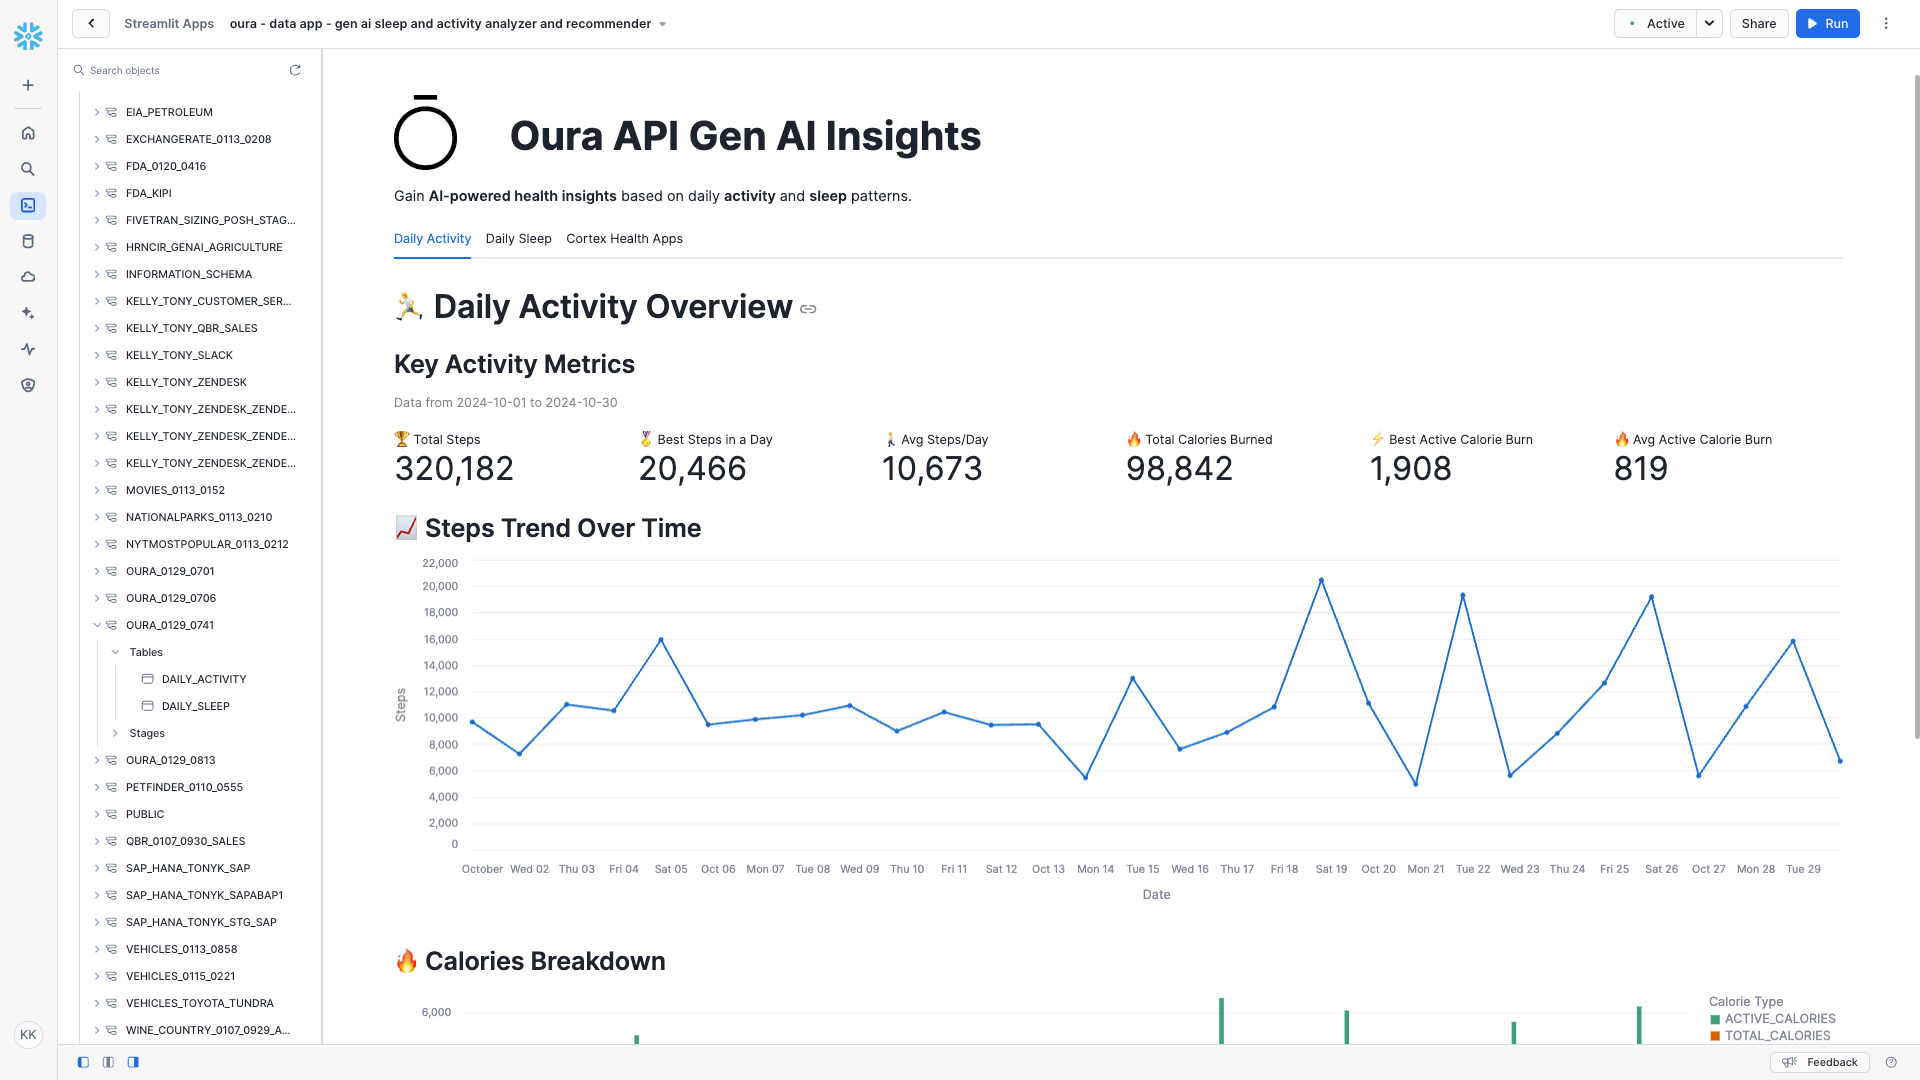 Streamlit Apps oura - data app - gen ai sleep and activity analyzer and recommender
Active Share Run
Search objects
EIA_PETROLEUM
EXCHANGERATE_0113_0208
FDA_0120_0416
FDA_KIPI
FIVETRAN_SIZING_POSH_STAG...
HRNCIR_GENAI_AGRICULTURE
INFORMATION_SCHEMA
KELLY_TONY_CUSTOMER_SER...
KELLY_TONY_QBR_SALES
KELLY_TONY_SLACK
KELLY_TONY_ZENDESK
KELLY_TONY_ZENDESK_ZENDE...
KELLY_TONY_ZENDESK_ZENDE...
KELLY_TONY_ZENDESK_ZENDE...
MOVIES_0113_0152
NATIONALPARKS_0113_0210
NYTMOSTPOPULAR_0113_0212
OURA_0129_0701
OURA_0129_0706
OURA_0129_0741
Tables
DAILY_ACTIVITY
DAILY_SLEEP
Stages
OURA_0129_0813
PETFINDER_0110_0555
PUBLIC
QBR_0107_0930_SALES
SAP_HANA_TONYK_SAP
SAP_HANA_TONYK_SAPABAP1
SAP_HANA_TONYK_STG_SAP
VEHICLES_0113_0858
VEHICLES_0115_0221
VEHICLES_TOYOTA_TUNDRA
WINE_COUNTRY_0107_0929_A...
KK
Oura API Gen AI Insights
Gain AI-powered health insights based on daily activity and sleep patterns.
Daily Activity Daily Sleep Cortex Health Apps
Daily Activity Overview
Key Activity Metrics
Data from 2024-10-01 to 2024-10-30
Total Steps
320,182
Best Steps in a Day
20,466
Avg Steps/Day
10,673
Total Calories Burned
98,842
Best Active Calorie Burn
1,908
Avg Active Calorie Burn
819
Steps Trend Over Time
22,000
20,000
18,000
16,000
14,000
12,000
10,000
8,000
6,000
4,000
2,000
0
Steps
October Wed 02 Thu 03 Fri 04 Sat 05 Oct 06 Mon 07 Tue 08 Wed 09 Thu 10 Fri 11 Sat 12 Oct 13 Mon 14 Tue 15 Wed 16 Thu 17 Fri 18 Sat 19 Oct 20 Mon 21 Tue 22 Wed 23 Thu 24 Fri 25 Sat 26 Oct 27 Mon 28 Tue 29
Date
Calories Breakdown
6,000
Calorie Type
ACTIVE_CALORIES
TOTAL_CALORIES
Feedback